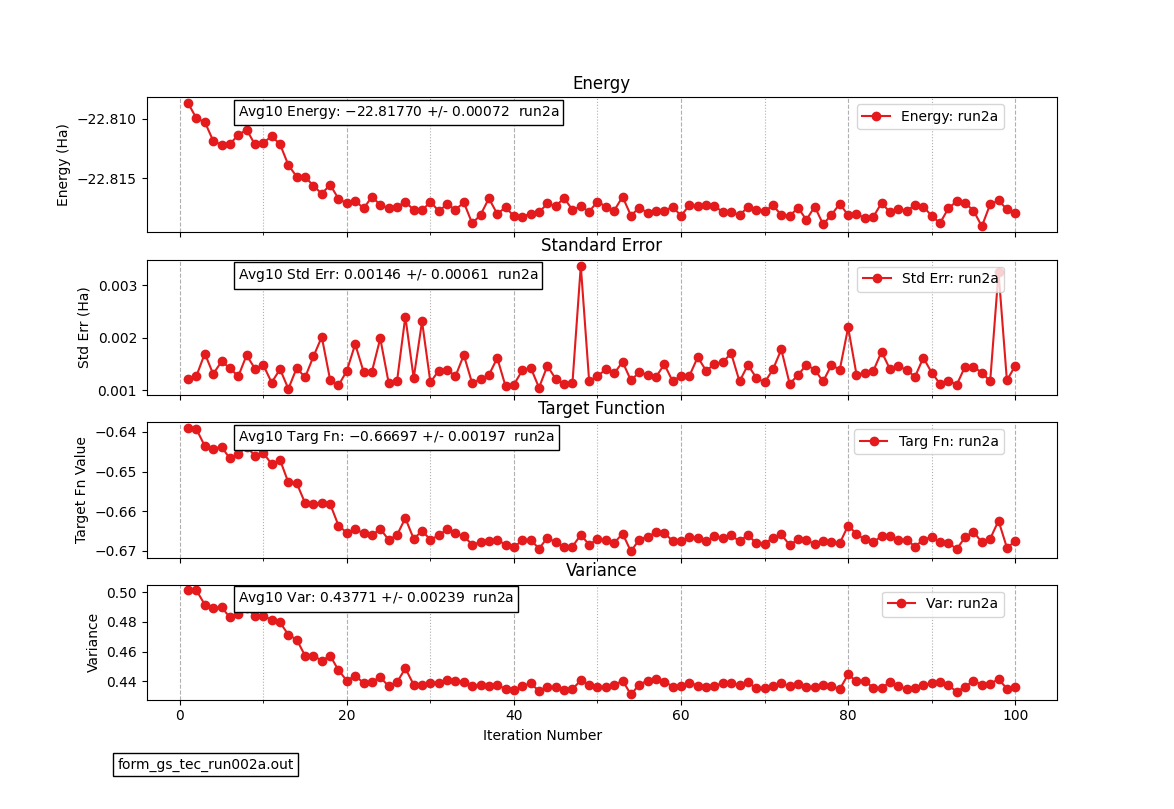 Energy
Energy (Ha)
−22.810
−22.815
Avg10 Energy: −22.81770 +/- 0.00072  run2a
Energy: run2a
Standard Error
Std Err (Ha)
0.003
0.002
0.001
Avg10 Std Err: 0.00146 +/- 0.00061  run2a
Std Err: run2a
Target Function
Target Fn Value
−0.64
−0.65
−0.66
−0.67
Avg10 Targ Fn: −0.66697 +/- 0.00197  run2a
Targ Fn: run2a
Variance
Variance
0.50
0.48
0.46
0.44
Avg10 Var: 0.43771 +/- 0.00239  run2a
Var: run2a
0 20 40 60 80 100
Iteration Number
form_gs_tec_run002a.out